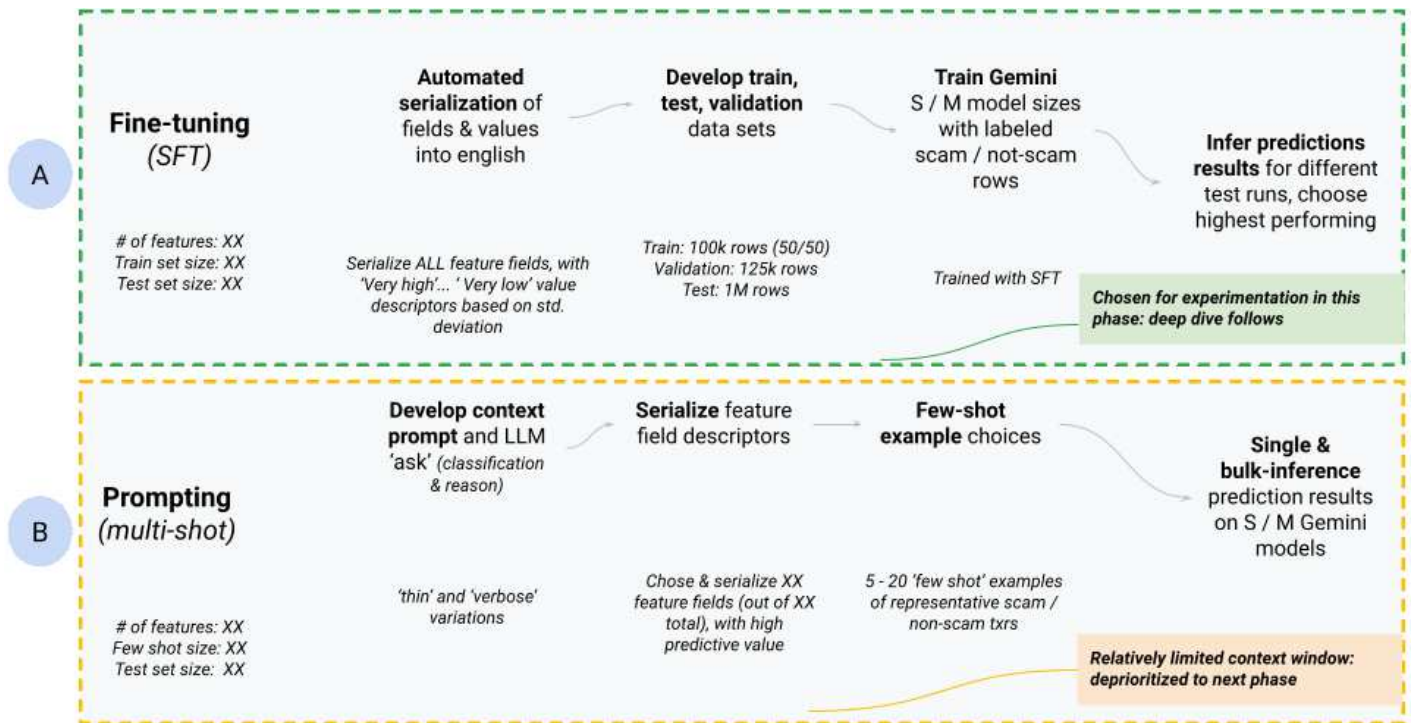 A
Fine-tuning
(SFT)
# of features: XX
Train set size: XX
Test set size: XX
Automated
serialization of
fields & values
into english
Serialize ALL feature fields, with
'Very high'... ' Very low' value
descriptors based on std.
deviation
Develop train,
test, validation
data sets
Train: 100k rows (50/50)
Validation: 125k rows
Test: 1M rows
Train Gemini
S / M model sizes
with labeled
scam / not-scam
rows
Trained with SFT
Infer predictions
results for different
test runs, choose
highest performing
Chosen for experimentation in this
phase: deep dive follows
B
Prompting
(multi-shot)
# of features: XX
Few shot size: XX
Test set size: XX
Develop context
prompt and LLM
'ask' (classification
& reason)
'thin' and 'verbose'
variations
Serialize feature
field descriptors
Chose & serialize XX
feature fields (out of XX
total), with high
predictive value
Few-shot
example choices
5 - 20 'few shot' examples
of representative scam /
non-scam txrs
Single &
bulk-inference
prediction results
on S / M Gemini
models
Relatively limited context window:
deprioritized to next phase